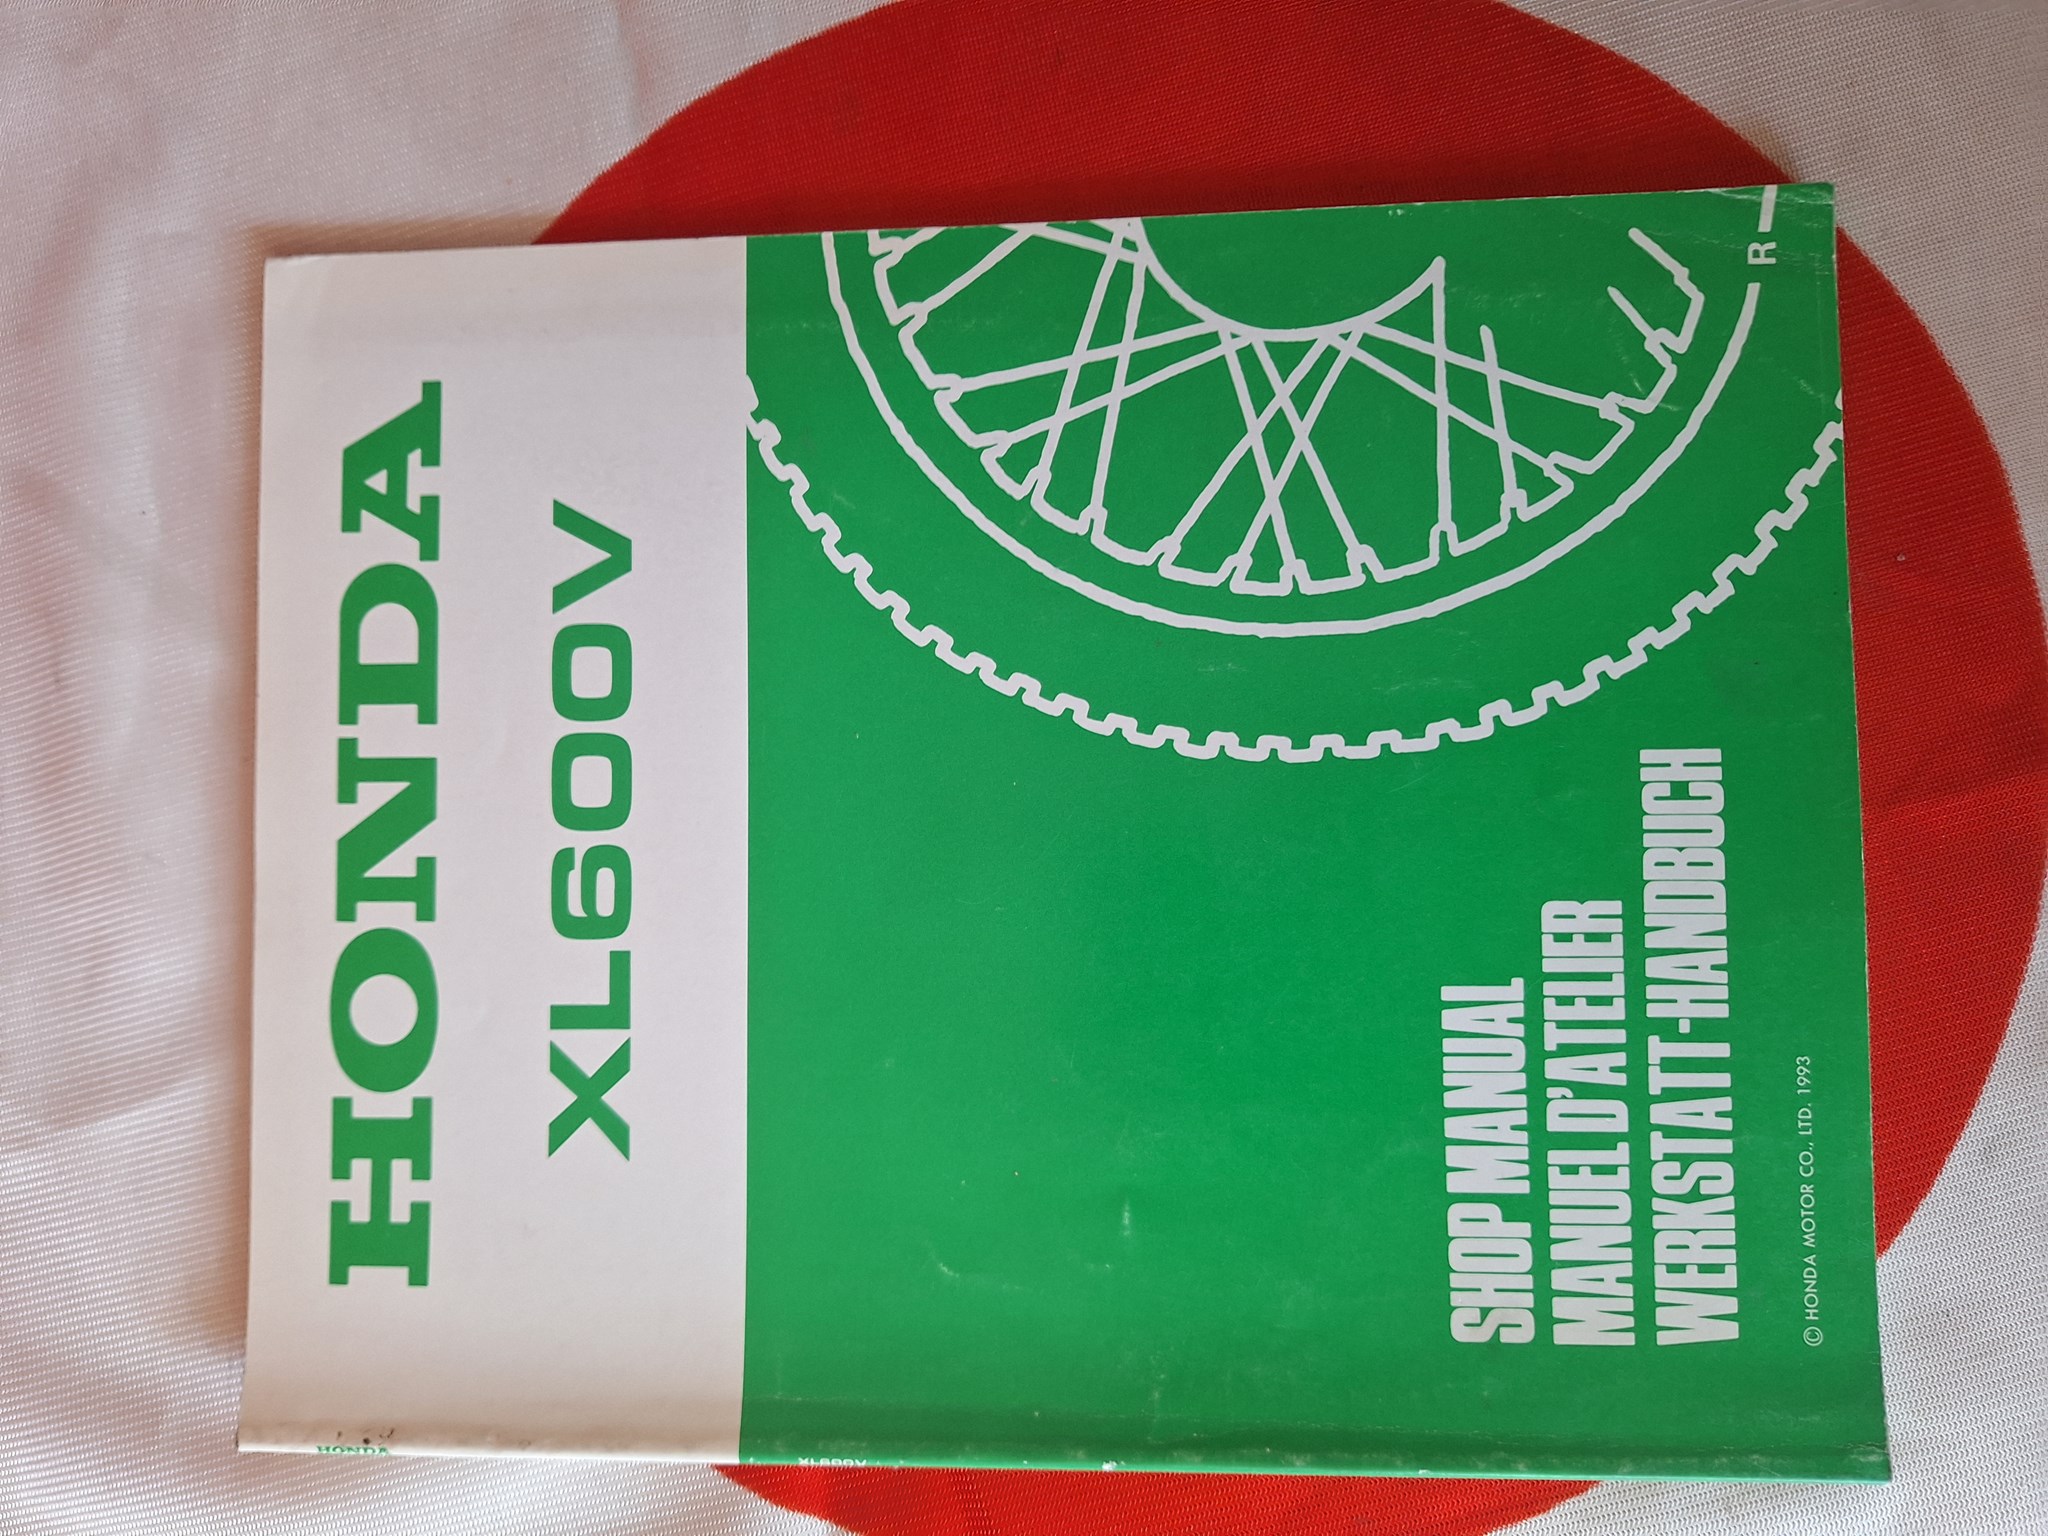 HONDA
XL600V
R
SHOP MANUAL
MANUEL D'ATELIER
WERKSTATT-HANDBUCH
© HONDA MOTOR CO., LTD. 1993
HONDA
XL600V